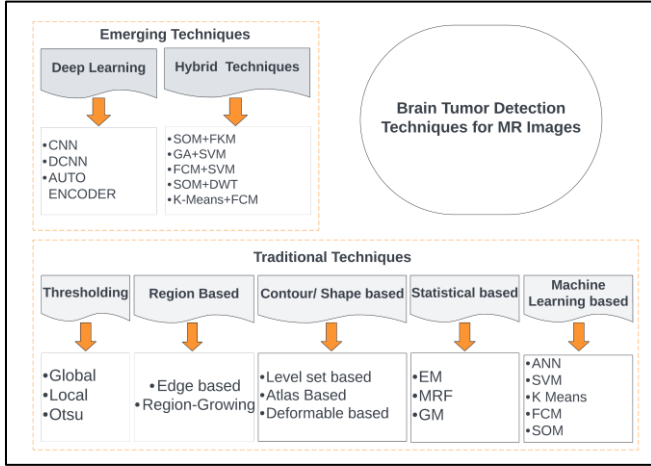 Emerging Techniques
Deep Learning
Hybrid Techniques
•CNN
•DCNN
•AUTO
ENCODER
•SOM+FKM
•GA+SVM
•FCM+SVM
•SOM+DWT
•K-Means+FCM
Brain Tumor Detection
Techniques for MR Images
Traditional Techniques
Thresholding
Region Based
Contour/ Shape based
Statistical based
Machine
Learning based
•Global
•Local
•Otsu
•Edge based
•Region-Growing
•Level set based
•Atlas Based
•Deformable based
•EM
•MRF
•GM
•ANN
•SVM
•K Means
•FCM
•SOM